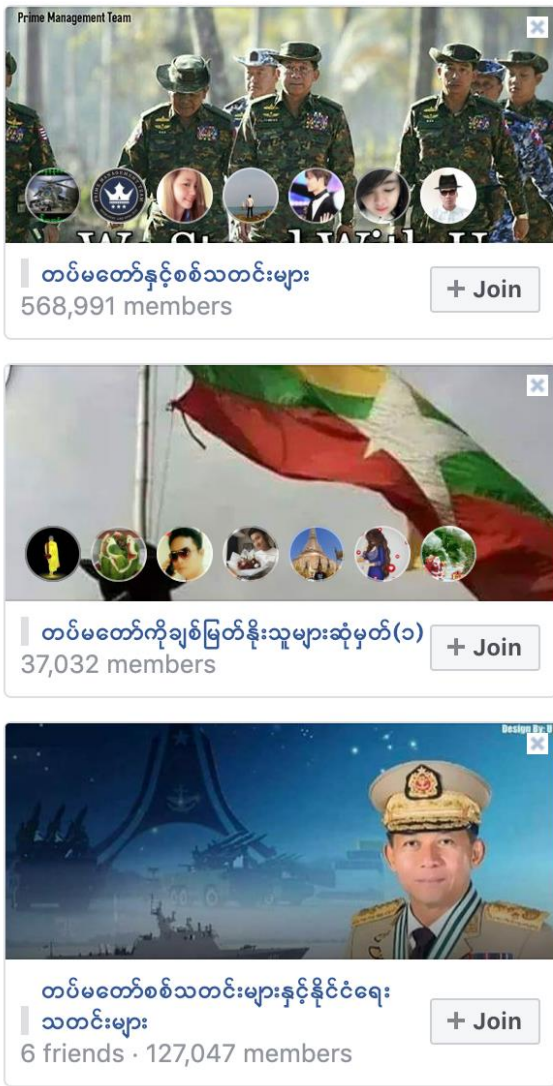 Prime Management Team
တပ်မတော်နှင့်စစ်သတင်းများ
568,991 members
+ Join
တပ်မတော်ကိုချစ်မြတ်နိုးသူများဆုံမှတ်(၁)
37,032 members
+ Join
Design By: U
တပ်မတော်စစ်သတင်းများနှင့်နိုင်ငံရေး
သတင်းများ
6 friends · 127,047 members
+ Join